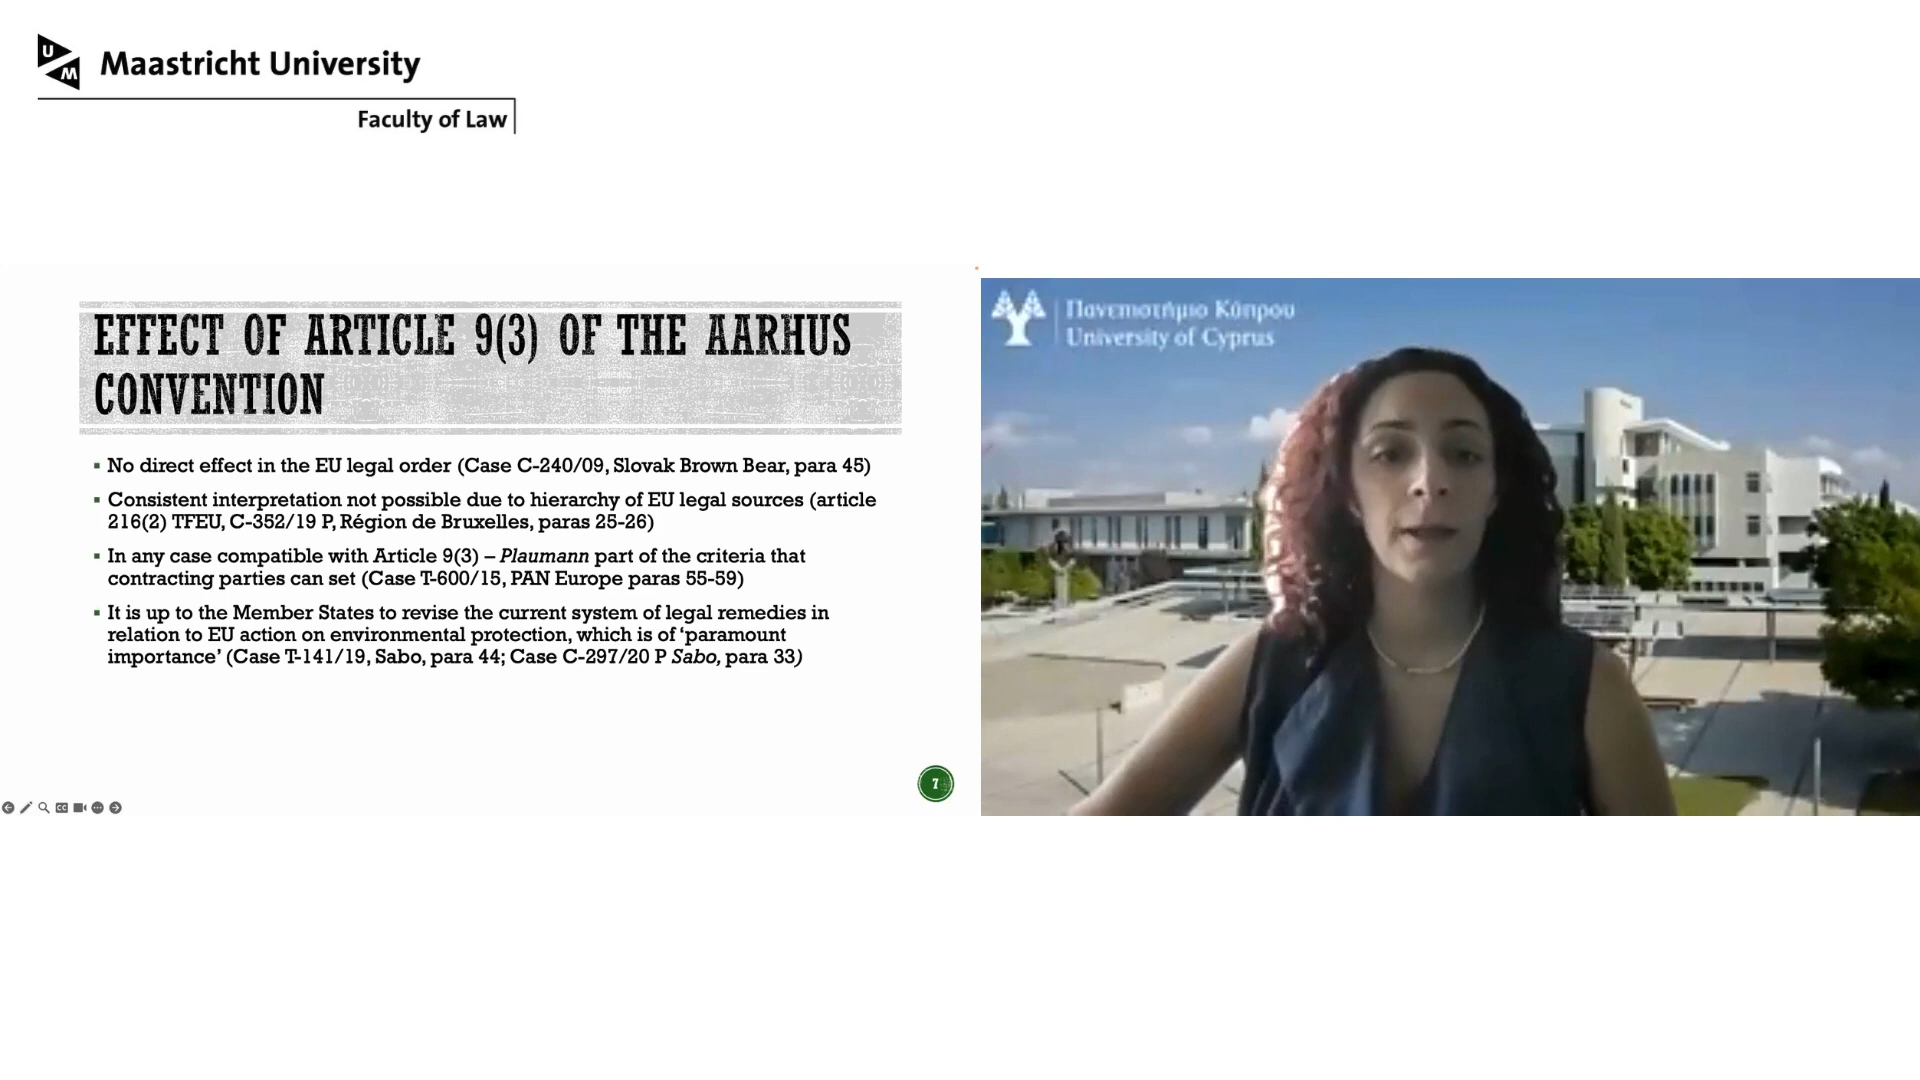 U
M
Maastricht University
Faculty of Law
EFFECT OF ARTICLE 9(3) OF THE AARHUS
CONVENTION
▪ No direct effect in the EU legal order (Case C-240/09, Slovak Brown Bear, para 45)
▪ Consistent interpretation not possible due to hierarchy of EU legal sources (article
216(2) TFEU, C-352/19 P, Région de Bruxelles, paras 25-26)
▪ In any case compatible with Article 9(3) – Plaumann part of the criteria that
contracting parties can set (Case T-600/15, PAN Europe paras 55-59)
▪ It is up to the Member States to revise the current system of legal remedies in
relation to EU action on environmental protection, which is of ‘paramount
importance’ (Case T-141/19, Sabo, para 44; Case C-297/20 P Sabo, para 33)
7
CC
Πανεπιστήμιο Κύπρου
University of Cyprus